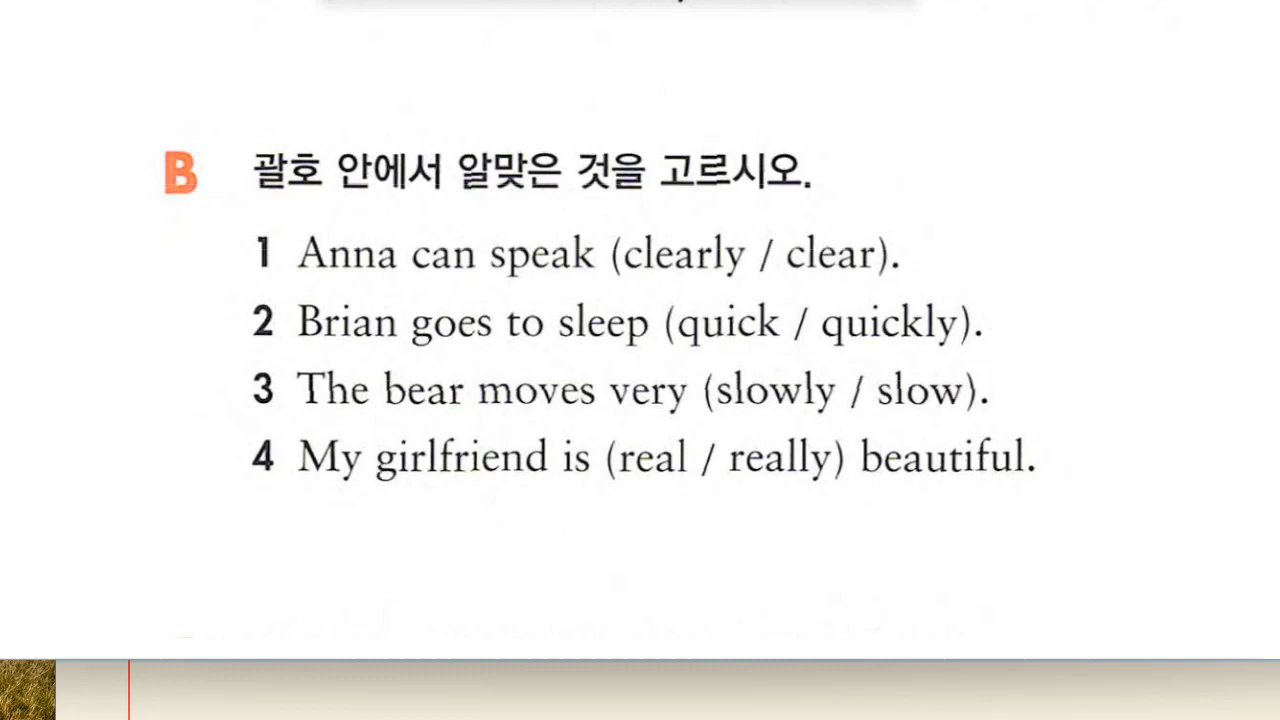 B 괄호 안에서 알맞은 것을 고르시오.
1 Anna can speak (clearly / clear).
2 Brian goes to sleep (quick / quickly).
3 The bear moves very (slowly / slow).
4 My girlfriend is (real / really) beautiful.